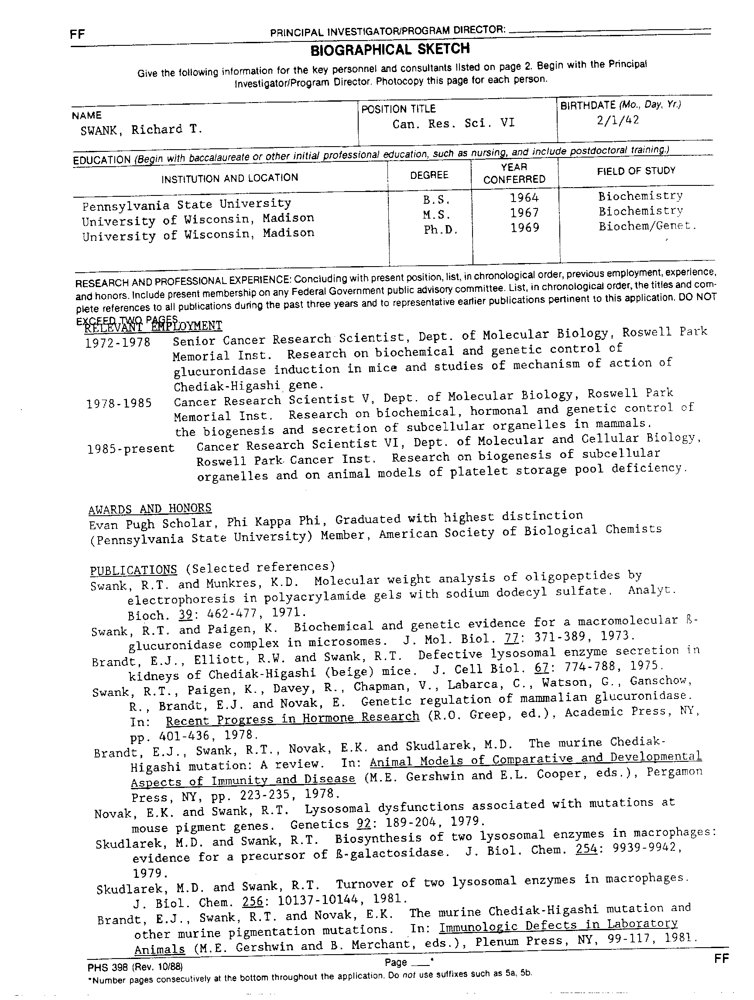 FF
PRINCIPAL INVESTIGATOR/PROGRAM DIRECTOR:
BIOGRAPHICAL SKETCH
Give the following information for the key personnel and consultants listed on page 2. Begin with the Principal
Investigator/Program Director. Photocopy this page for each person.
NAME
SWANK, Richard T.
POSITION TITLE
Can. Res. Sci. VI
BIRTHDATE (Mo., Day, Yr.)
2/1/42
EDUCATION (Begin with baccalaureate or other initial professional education, such as nursing, and include postdoctoral training.)
INSTITUTION AND LOCATION DEGREE YEAR CONFERRED FIELD OF STUDY
Pennsylvania State University B.S. 1964 Biochemistry
University of Wisconsin, Madison M.S. 1967 Biochemistry
University of Wisconsin, Madison Ph.D. 1969 Biochem/Genet.
RESEARCH AND PROFESSIONAL EXPERIENCE: Concluding with present position, list, in chronological order, previous employment, experience,
and honors. Include present membership on any Federal Government public advisory committee. List, in chronological order, the titles and com-
plete references to all publications during the past three years and to representative earlier publications pertinent to this application. DO NOT
EXCEED TWO PAGES.
RELEVANT EMPLOYMENT
1972-1978 Senior Cancer Research Scientist, Dept. of Molecular Biology, Roswell Park
Memorial Inst. Research on biochemical and genetic control of
glucuronidase induction in mice and studies of mechanism of action of
Chediak-Higashi gene.
1978-1985 Cancer Research Scientist V, Dept. of Molecular Biology, Roswell Park
Memorial Inst. Research on biochemical, hormonal and genetic control of
the biogenesis and secretion of subcellular organelles in mammals.
1985-present Cancer Research Scientist VI, Dept. of Molecular and Cellular Biology,
Roswell Park Cancer Inst. Research on biogenesis of subcellular
organelles and on animal models of platelet storage pool deficiency.
AWARDS AND HONORS
Evan Pugh Scholar, Phi Kappa Phi, Graduated with highest distinction
(Pennsylvania State University) Member, American Society of Biological Chemists
PUBLICATIONS (Selected references)
Swank, R.T. and Munkres, K.D. Molecular weight analysis of oligopeptides by
electrophoresis in polyacrylamide gels with sodium dodecyl sulfate. Analyt.
Bioch. 39: 462-477, 1971.
Swank, R.T. and Paigen, K. Biochemical and genetic evidence for a macromolecular ß-
glucuronidase complex in microsomes. J. Mol. Biol. 77: 371-389, 1973.
Brandt, E.J., Elliott, R.W. and Swank, R.T. Defective lysosomal enzyme secretion in
kidneys of Chediak-Higashi (beige) mice. J. Cell Biol. 67: 774-788, 1975.
Swank, R.T., Paigen, K., Davey, R., Chapman, V., Labarca, C., Watson, G., Ganschow,
R., Brandt, E.J. and Novak, E. Genetic regulation of mammalian glucuronidase.
In: Recent Progress in Hormone Research (R.O. Greep, ed.), Academic Press, NY,
pp. 401-436, 1978.
Brandt, E.J., Swank, R.T., Novak, E.K. and Skudlarek, M.D. The murine Chediak-
Higashi mutation: A review. In: Animal Models of Comparative and Developmental
Aspects of Immunity and Disease (M.E. Gershwin and E.L. Cooper, eds.), Pergamon
Press, NY, pp. 223-235, 1978.
Novak, E.K. and Swank, R.T. Lysosomal dysfunctions associated with mutations at
mouse pigment genes. Genetics 92: 189-204, 1979.
Skudlarek, M.D. and Swank, R.T. Biosynthesis of two lysosomal enzymes in macrophages:
evidence for a precursor of ß-galactosidase. J. Biol. Chem. 254: 9939-9942,
1979.
Skudlarek, M.D. and Swank, R.T. Turnover of two lysosomal enzymes in macrophages.
J. Biol. Chem. 256: 10137-10144, 1981.
Brandt, E.J., Swank, R.T. and Novak, E.K. The murine Chediak-Higashi mutation and
other murine pigmentation mutations. In: Immunologic Defects in Laboratory
Animals (M.E. Gershwin and B. Merchant, eds.), Plenum Press, NY, 99-117, 1981.
PHS 398 (Rev. 10/88) Page ___* FF
*Number pages consecutively at the bottom throughout the application. Do not use suffixes such as 5a, 5b.